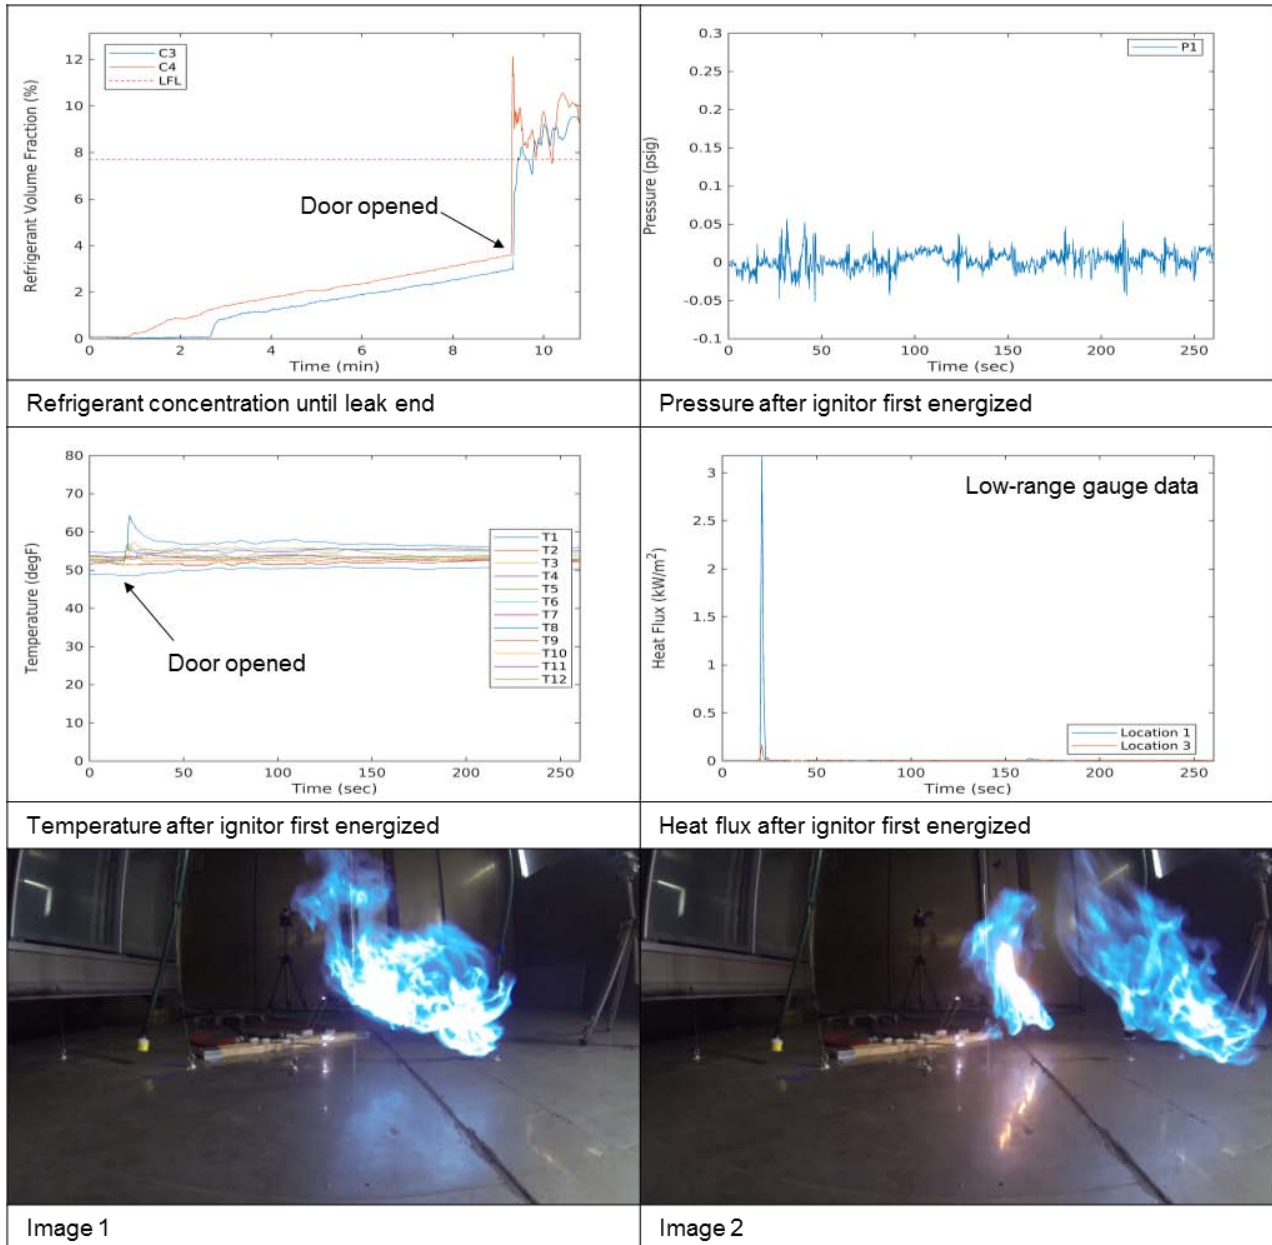 C3
C4
LFL
12
10
8
6
4
2
0
Refrigerant Volume Fraction (%)
Door opened
0 2 4 6 8 10
Time (min)
Refrigerant concentration until leak end
P1
0.3
0.25
0.2
0.15
0.1
0.05
0
-0.05
-0.1
Pressure (psig)
0 50 100 150 200 250
Time (sec)
Pressure after ignitor first energized
80
70
60
50
40
30
20
10
0
Temperature (degF)
T1
T2
T3
T4
T5
T6
T7
T8
T9
T10
T11
T12
Door opened
0 50 100 150 200 250
Time (sec)
Temperature after ignitor first energized
Low-range gauge data
3
2.5
2
1.5
1
0.5
0
Heat Flux (kW/m²)
Location 1
Location 3
0 50 100 150 200 250
Time (sec)
Heat flux after ignitor first energized
Image 1
Image 2